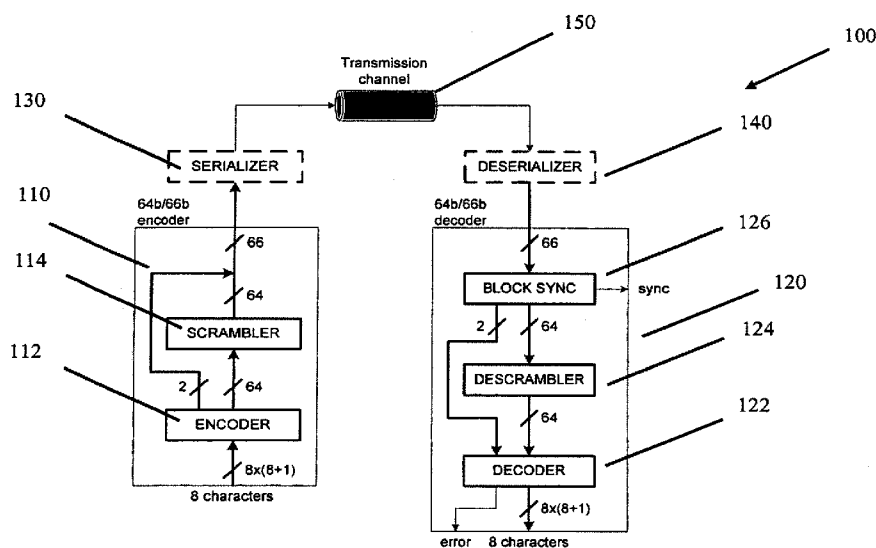 150
100
Transmission
channel
130
140
SERIALIZER
DESERIALIZER
110
64b/66b
encoder
64b/66b
decoder
126
66
66
114
BLOCK SYNC
sync
120
64
2
64
SCRAMBLER
124
112
DESCRAMBLER
2
64
64
122
ENCODER
DECODER
8x(8+1)
8 characters
8x(8+1)
error
8 characters